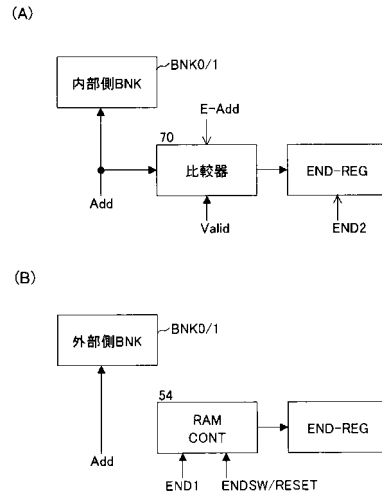 (A)
BNK0/1
内部側BNK
E-Add
70
比較器
END-REG
Add
Valid
END2
(B)
BNK0/1
外部側BNK
54
RAM
CONT
END-REG
Add
END1
ENDSW/RESET